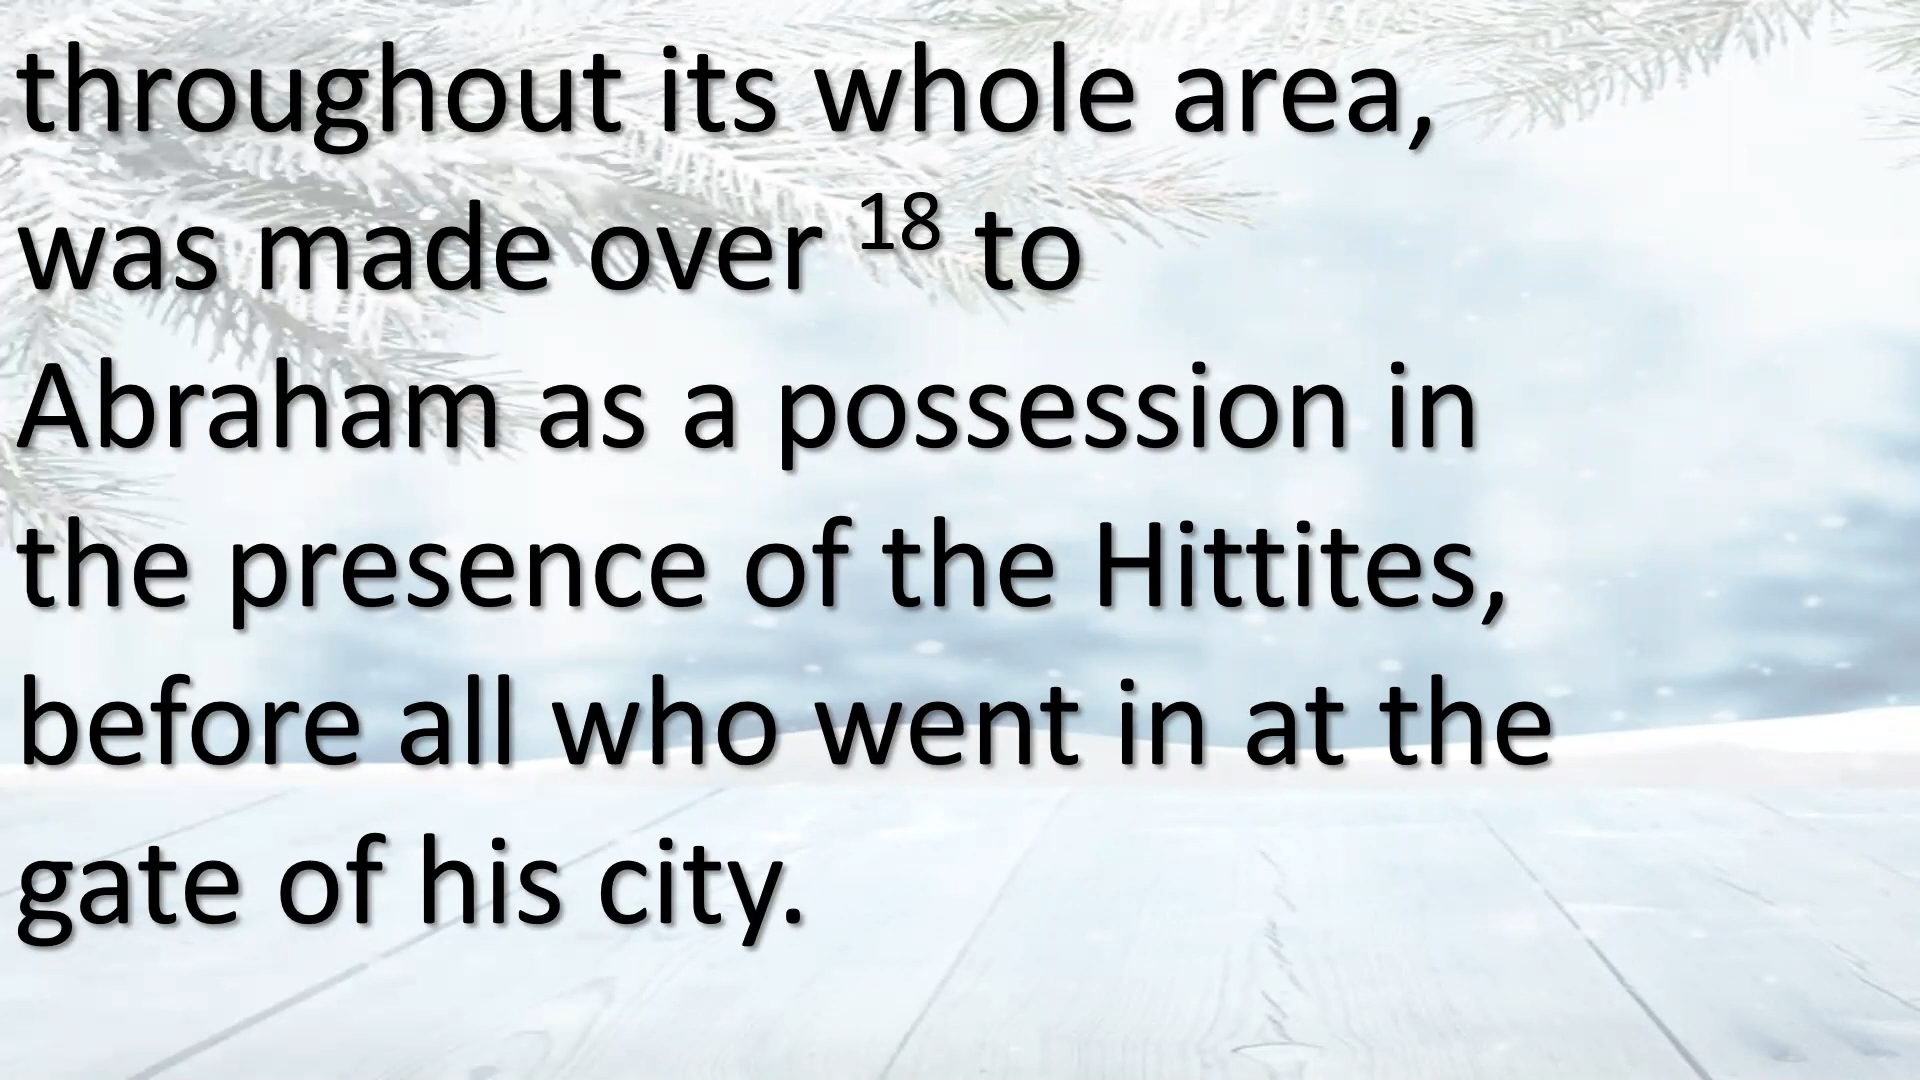 throughout its whole area,
was made over 18 to
Abraham as a possession in
the presence of the Hittites,
before all who went in at the
gate of his city.